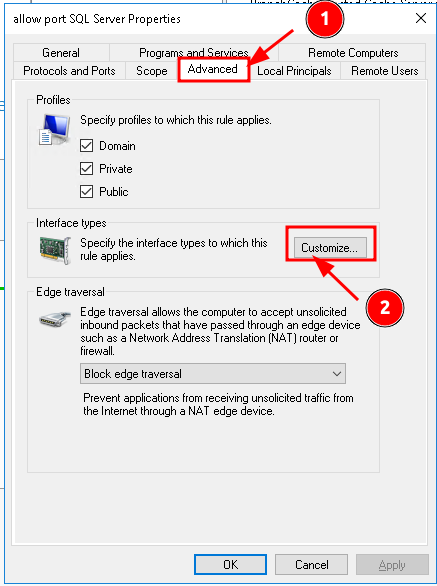 allow port SQL Server Properties
1
General Programs and Services Remote Computers
Protocols and Ports Scope Advanced Local Principals Remote Users
Profiles
Specify profiles to which this rule applies.
Domain
Private
Public
Interface types
Specify the interface types to which this
rule applies.
Customize...
2
Edge traversal
Edge traversal allows the computer to accept unsolicited
inbound packets that have passed through an edge device
such as a Network Address Translation (NAT) router or
firewall.
Block edge traversal
Prevent applications from receiving unsolicited traffic from
the Internet through a NAT edge device.
OK Cancel Apply